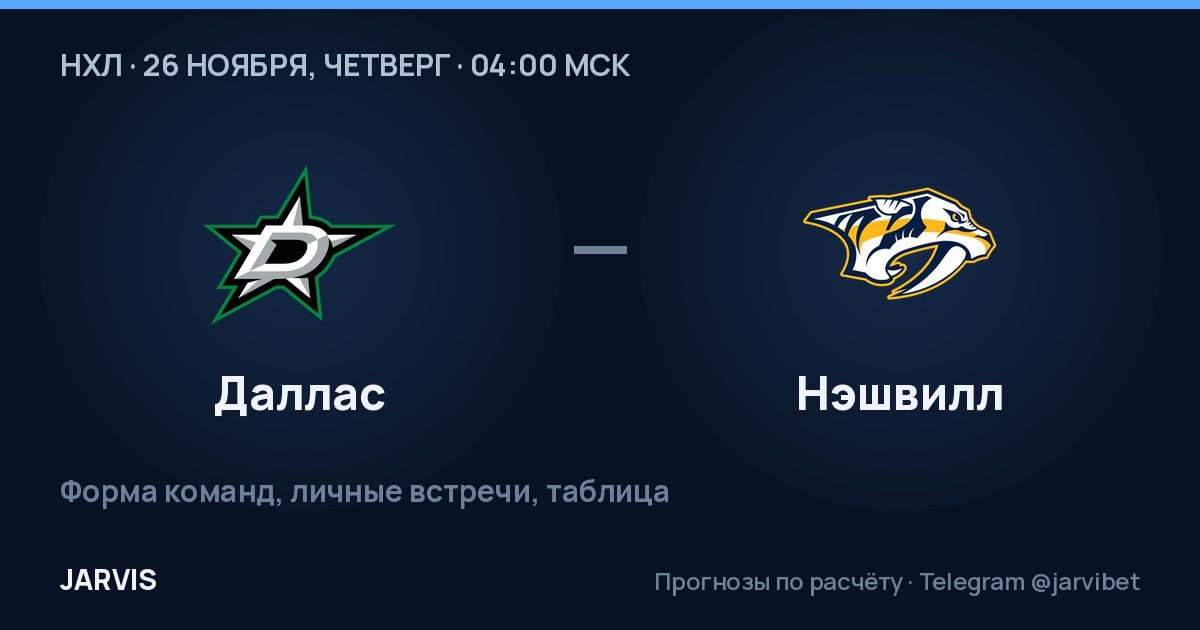 НХЛ · 26 НОЯБРЯ, ЧЕТВЕРГ · 04:00 МСК
D
—
Даллас
Нэшвилл
Форма команд, личные встречи, таблица
JARVIS
Прогнозы по расчёту · Telegram @jarvibet